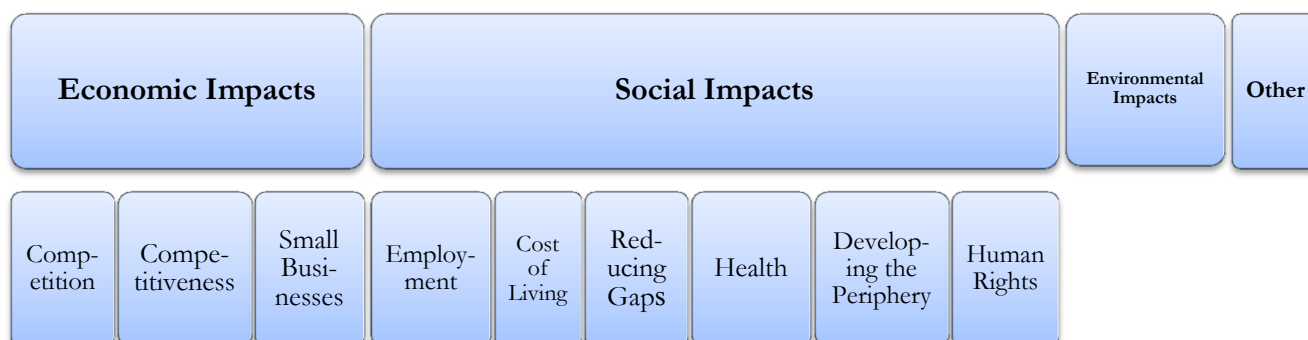 Economic Impacts
Social Impacts
Environmental
Impacts
Other
Comp-
etition
Compe-
titiveness
Small
Busi-
nesses
Employ-
ment
Cost
of
Living
Red-
ucing
Gaps
Health
Develop-
ing the
Periphery
Human
Rights